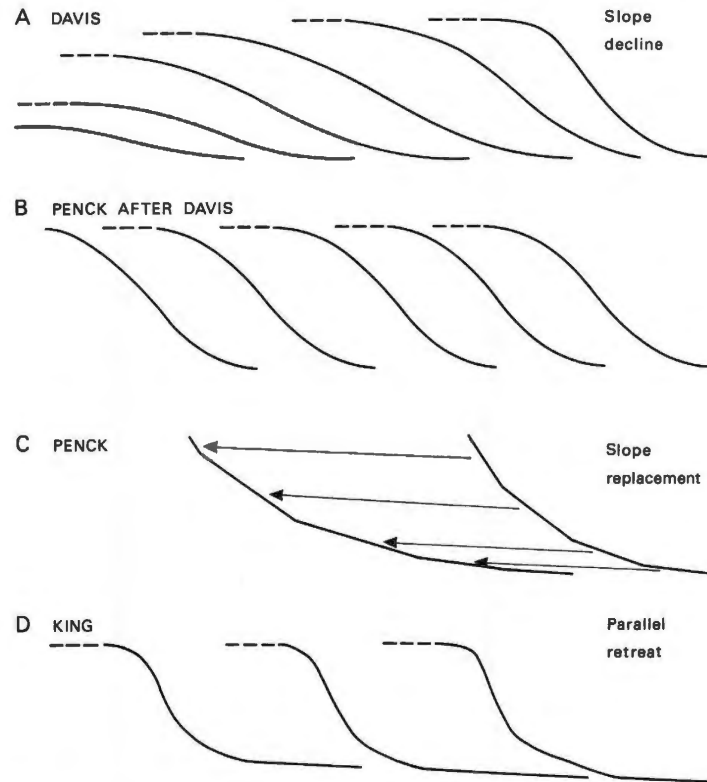 A DAVIS
Slope
decline
B PENCK AFTER DAVIS
C PENCK
Slope
replacement
D KING
Parallel
retreat